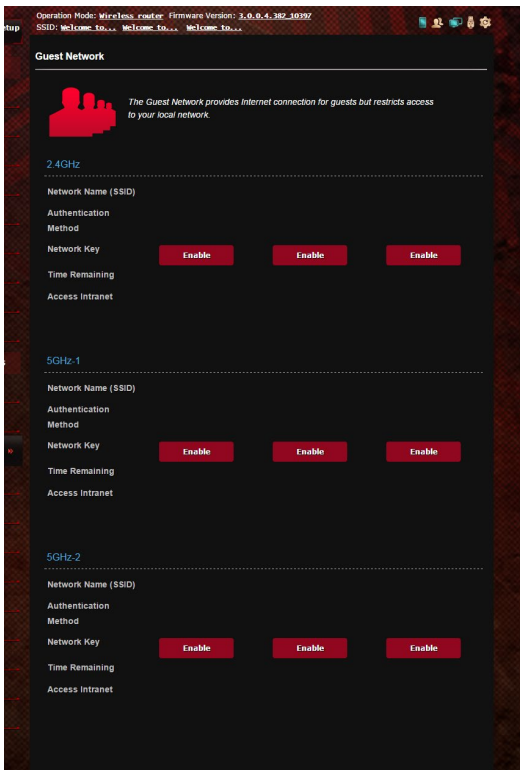 Operation Mode: Wireless router Firmware Version: 3.0.0.4.382_10397
etup
SSID: Welcome to... Welcome to... Welcome to...
Guest Network
The Guest Network provides Internet connection for guests but restricts access
to your local network.
2.4GHz
Network Name (SSID)
Authentication
Method
Network Key
Enable Enable Enable
Time Remaining
Access Intranet
5GHz-1
Network Name (SSID)
Authentication
Method
Network Key
Enable Enable Enable
Time Remaining
Access Intranet
5GHz-2
Network Name (SSID)
Authentication
Method
Network Key
Enable Enable Enable
Time Remaining
Access Intranet